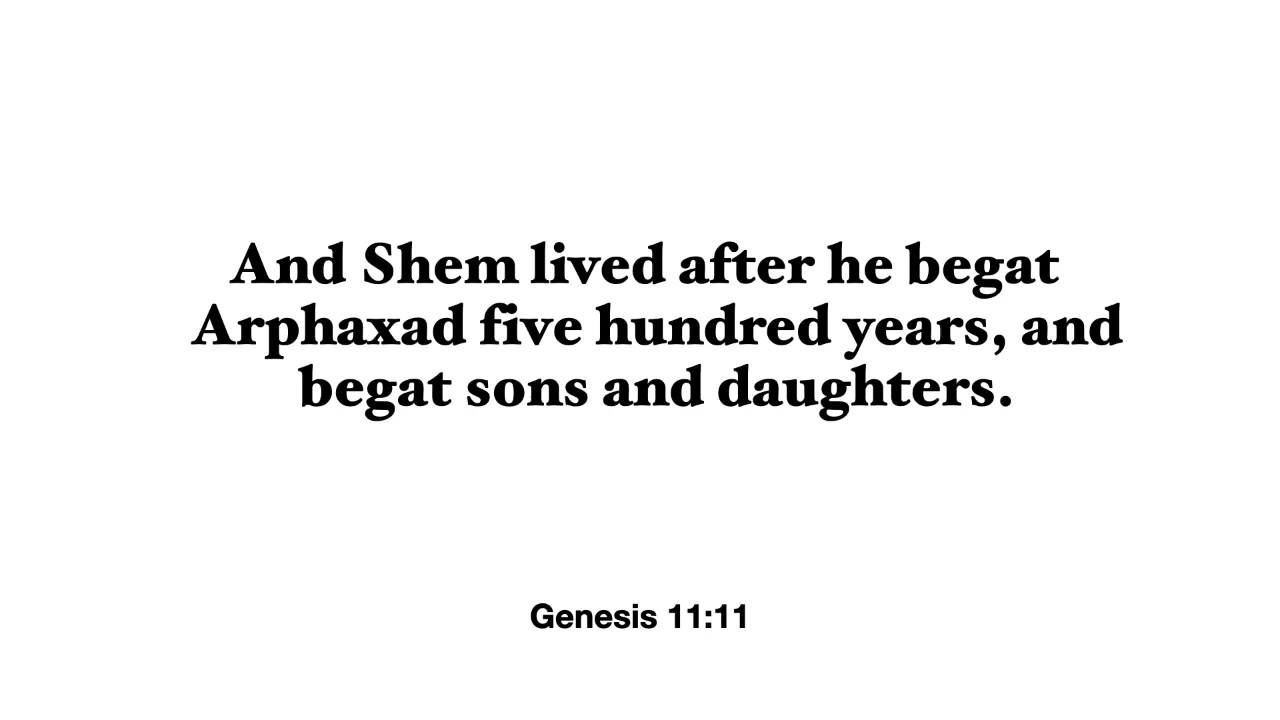 And Shem lived after he begat
Arphaxad five hundred years, and
begat sons and daughters.
Genesis 11:11